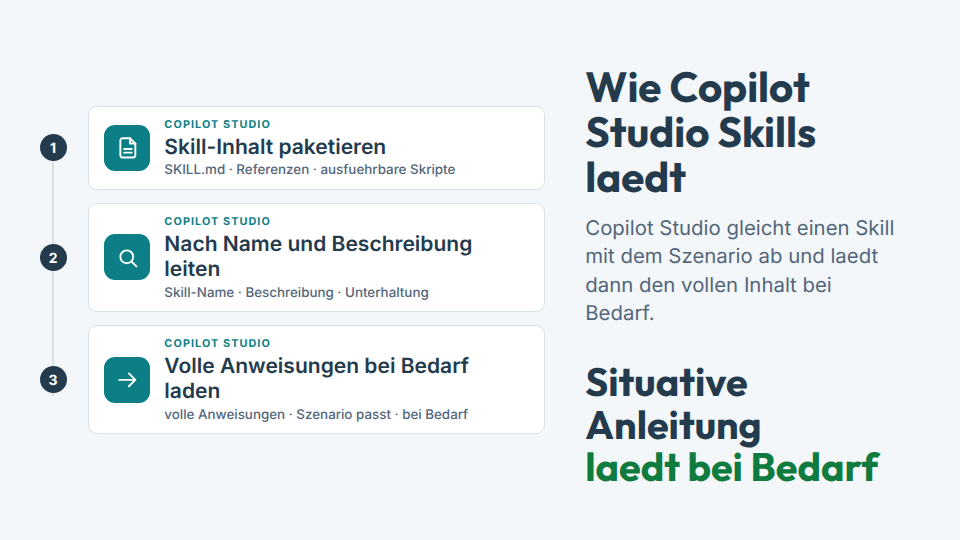 1
COPILOT STUDIO
Skill-Inhalt paketieren
SKILL.md · Referenzen · ausfuehrbare Skripte
2
COPILOT STUDIO
Nach Name und Beschreibung
leiten
Skill-Name · Beschreibung · Unterhaltung
3
COPILOT STUDIO
Volle Anweisungen bei Bedarf
laden
volle Anweisungen · Szenario passt · bei Bedarf
Wie Copilot
Studio Skills
laedt
Copilot Studio gleicht einen Skill
mit dem Szenario ab und laedt
dann den vollen Inhalt bei
Bedarf.
Situative
Anleitung
laedt bei Bedarf